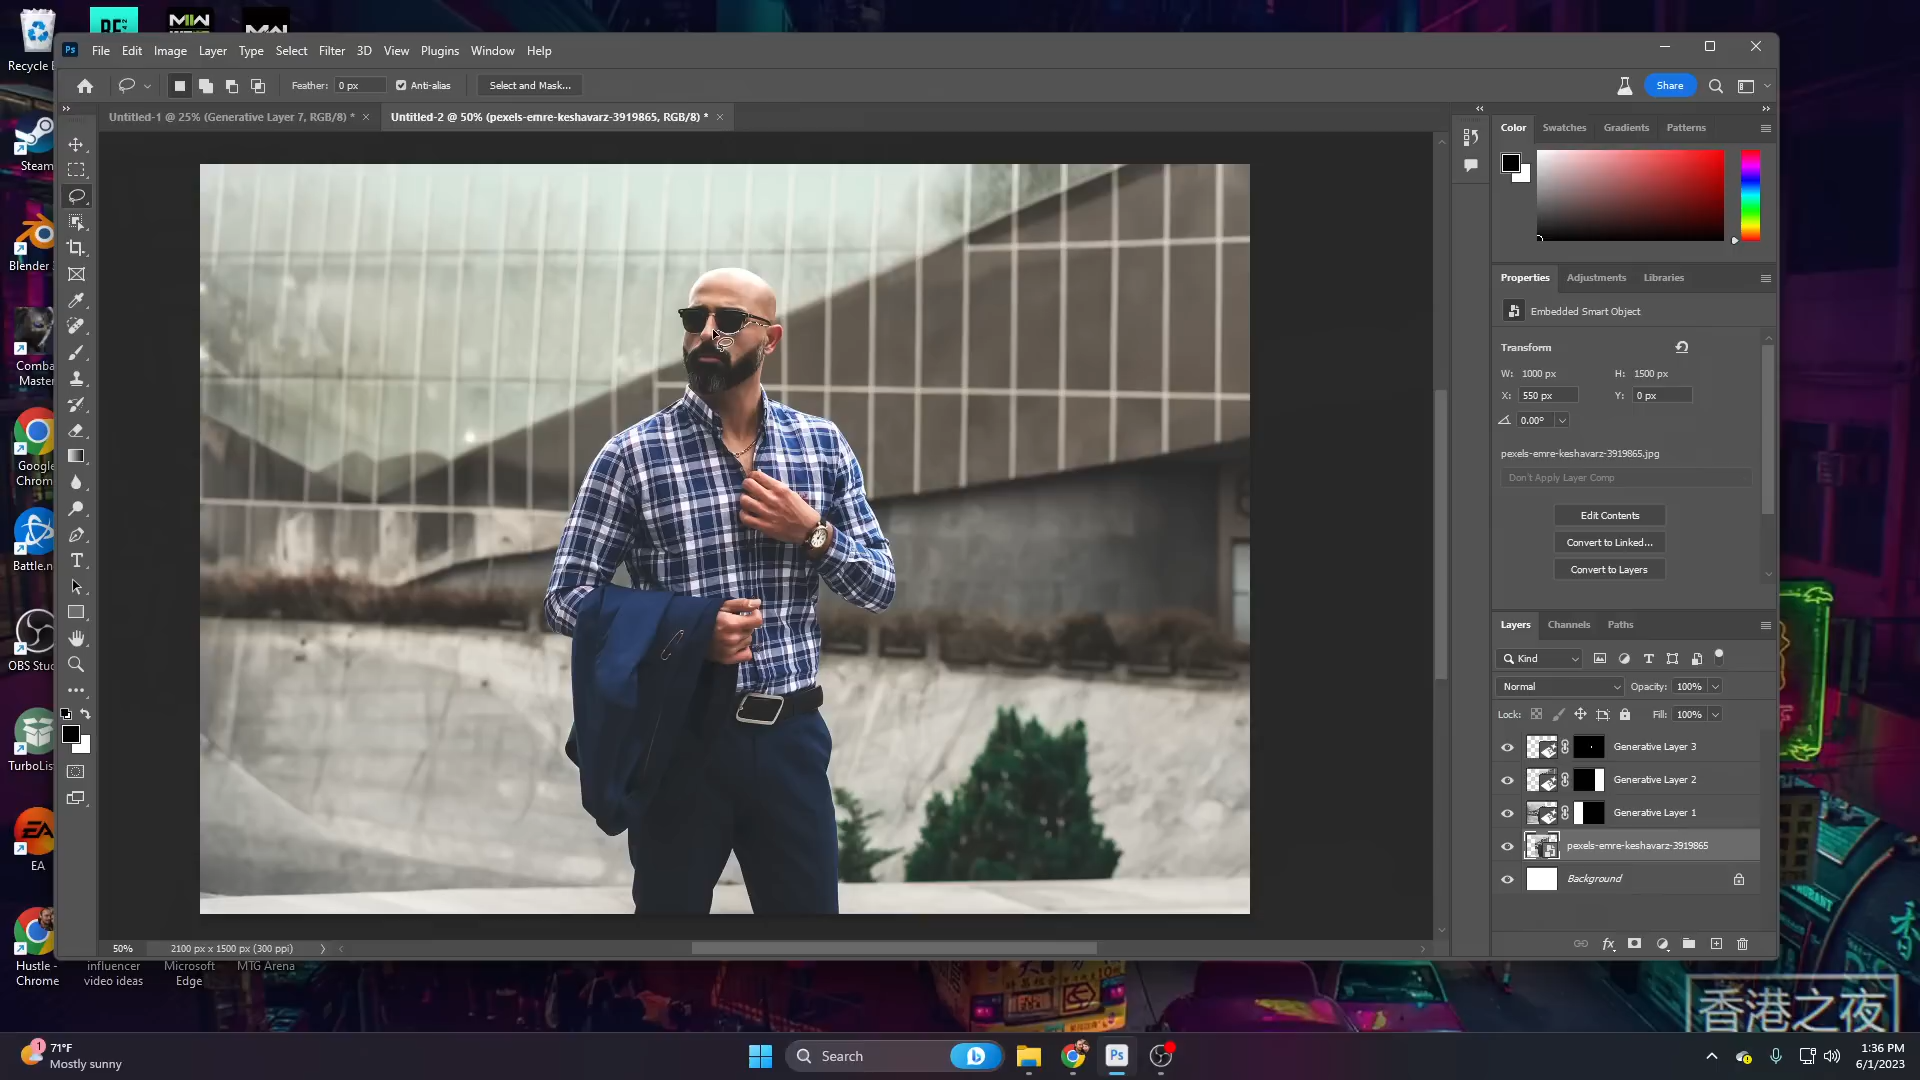 Recycle B
File Edit Image Layer Type Select Filter 3D View Plugins Window Help
Feather: 0 px Anti-alias Select and Mask... Share
Untitled-1 @ 25% (Generative Layer 7, RGB/8) * ×
Untitled-2 @ 50% (pexels-emre-keshavarz-3919865, RGB/8) * ×
Color Swatches Gradients Patterns
Properties Adjustments Libraries
Embedded Smart Object
Transform
W: 1000 px H: 1500 px
X: 550 px Y: 0 px
0.00°
pexels-emre-keshavarz-3919865.jpg
Don't Apply Layer Comp
Edit Contents
Convert to Linked...
Convert to Layers
Layers Channels Paths
Kind
Normal Opacity: 100%
Lock: Fill: 100%
Generative Layer 3
Generative Layer 2
Generative Layer 1
pexels-emre-keshavarz-3919865
Background
fx
50% 2100 px x 1500 px (300 ppi)
Steam
Blender
Comba
Master
Google
Chrome
Battle.n
OBS Stud
TurboList
EA
EA
Hustle -
Chrome
influencer
video ideas
Microsoft
Edge
MTG Arena
香港之夜
71°F
Mostly sunny
Search
Ps
1:36 PM
6/1/2023